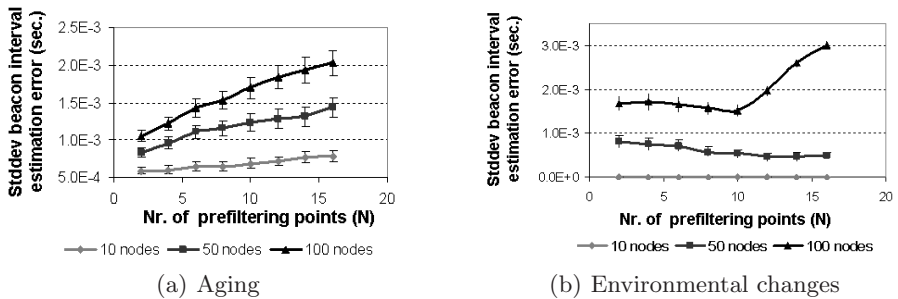 Stddev beacon interval
estimation error (sec.)
2.5E-3
2.0E-3
1.5E-3
1.0E-3
5.0E-4
0 5 10 15 20
Nr. of prefiltering points (N)
10 nodes 50 nodes 100 nodes
(a) Aging
Stddev beacon interval
estimation error (sec.)
3.0E-3
2.0E-3
1.0E-3
0.0E+0
0 5 10 15 20
Nr. of prefiltering points (N)
10 nodes 50 nodes 100 nodes
(b) Environmental changes